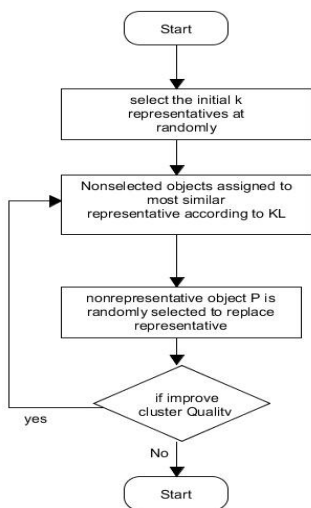 Start
select the initial k
representatives at
randomly
Nonselected objects assigned to
most similar
representative according to KL
nonrepresentative object P is
randomly selected to replace
representative
if improve
cluster Quality
yes
No
Start